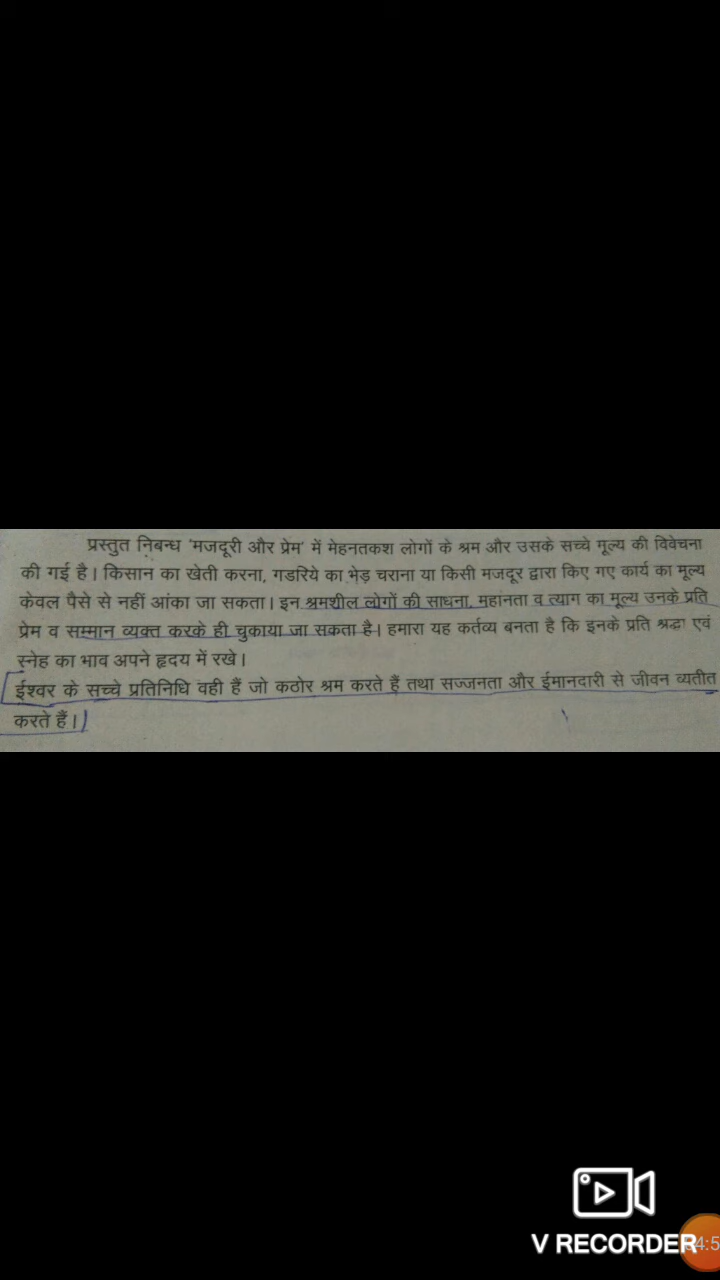 प्रस्तुत निबन्ध 'मजदूरी और प्रेम' में मेहनतकश लोगों के श्रम और उसके सच्चे मूल्य की विवेचना
की गई है। किसान का खेती करना, गडरिये का भेड़ चराना या किसी मजदूर द्वारा किए गए कार्य का मूल्य
केवल पैसे से नहीं आंका जा सकता। इन श्रमशील लोगों की साधना, महानता व त्याग का मूल्य उनके प्रति
प्रेम व सम्मान व्यक्त करके ही चुकाया जा सकता है। हमारा यह कर्तव्य बनता है कि इनके प्रति श्रद्धा एवं
स्नेह का भाव अपने हृदय में रखे।
ईश्वर के सच्चे प्रतिनिधि वही हैं जो कठोर श्रम करते हैं तथा सज्जनता और ईमानदारी से जीवन व्यतीत
करते हैं।
V RECORDER